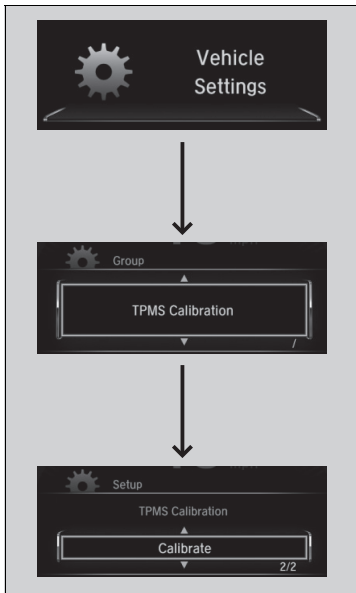 Vehicle
Settings
Group
TPMS Calibration
/
Setup
TPMS Calibration
Calibrate
2/2